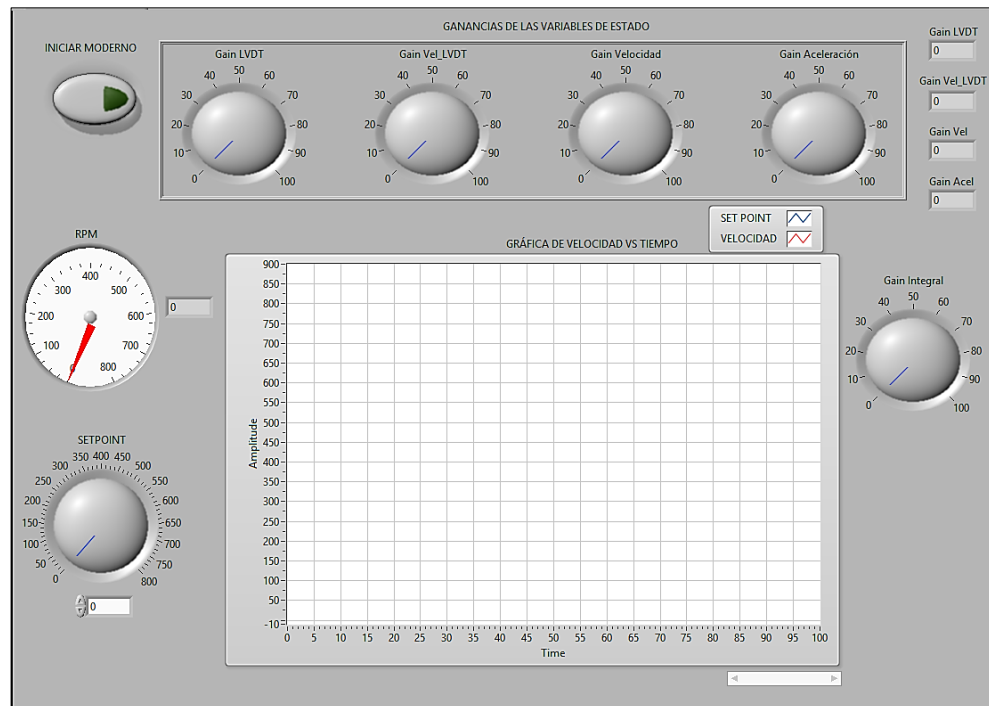 GANANCIAS DE LAS VARIABLES DE ESTADO
INICIAR MODERNO
Gain LVDT
0 10 20 30 40 50 60 70 80 90 100
Gain Vel_LVDT
0 10 20 30 40 50 60 70 80 90 100
Gain Velocidad
0 10 20 30 40 50 60 70 80 90 100
Gain Aceleración
0 10 20 30 40 50 60 70 80 90 100
Gain LVDT
0
Gain Vel_LVDT
0
Gain Vel
0
Gain Acel
0
RPM
0 100 200 300 400 500 600 700 800
0
SET POINT
VELOCIDAD
GRÁFICA DE VELOCIDAD VS TIEMPO
Amplitude
900
850
800
750
700
650
600
550
500
450
400
350
300
250
200
150
100
50
-10
0 5 10 15 20 25 30 35 40 45 50 55 60 65 70 75 80 85 90 95 100
Time
Gain Integral
0 10 20 30 40 50 60 70 80 90 100
SETPOINT
0 50 100 150 200 250 300 350 400 450 500 550 600 650 700 750 800
0